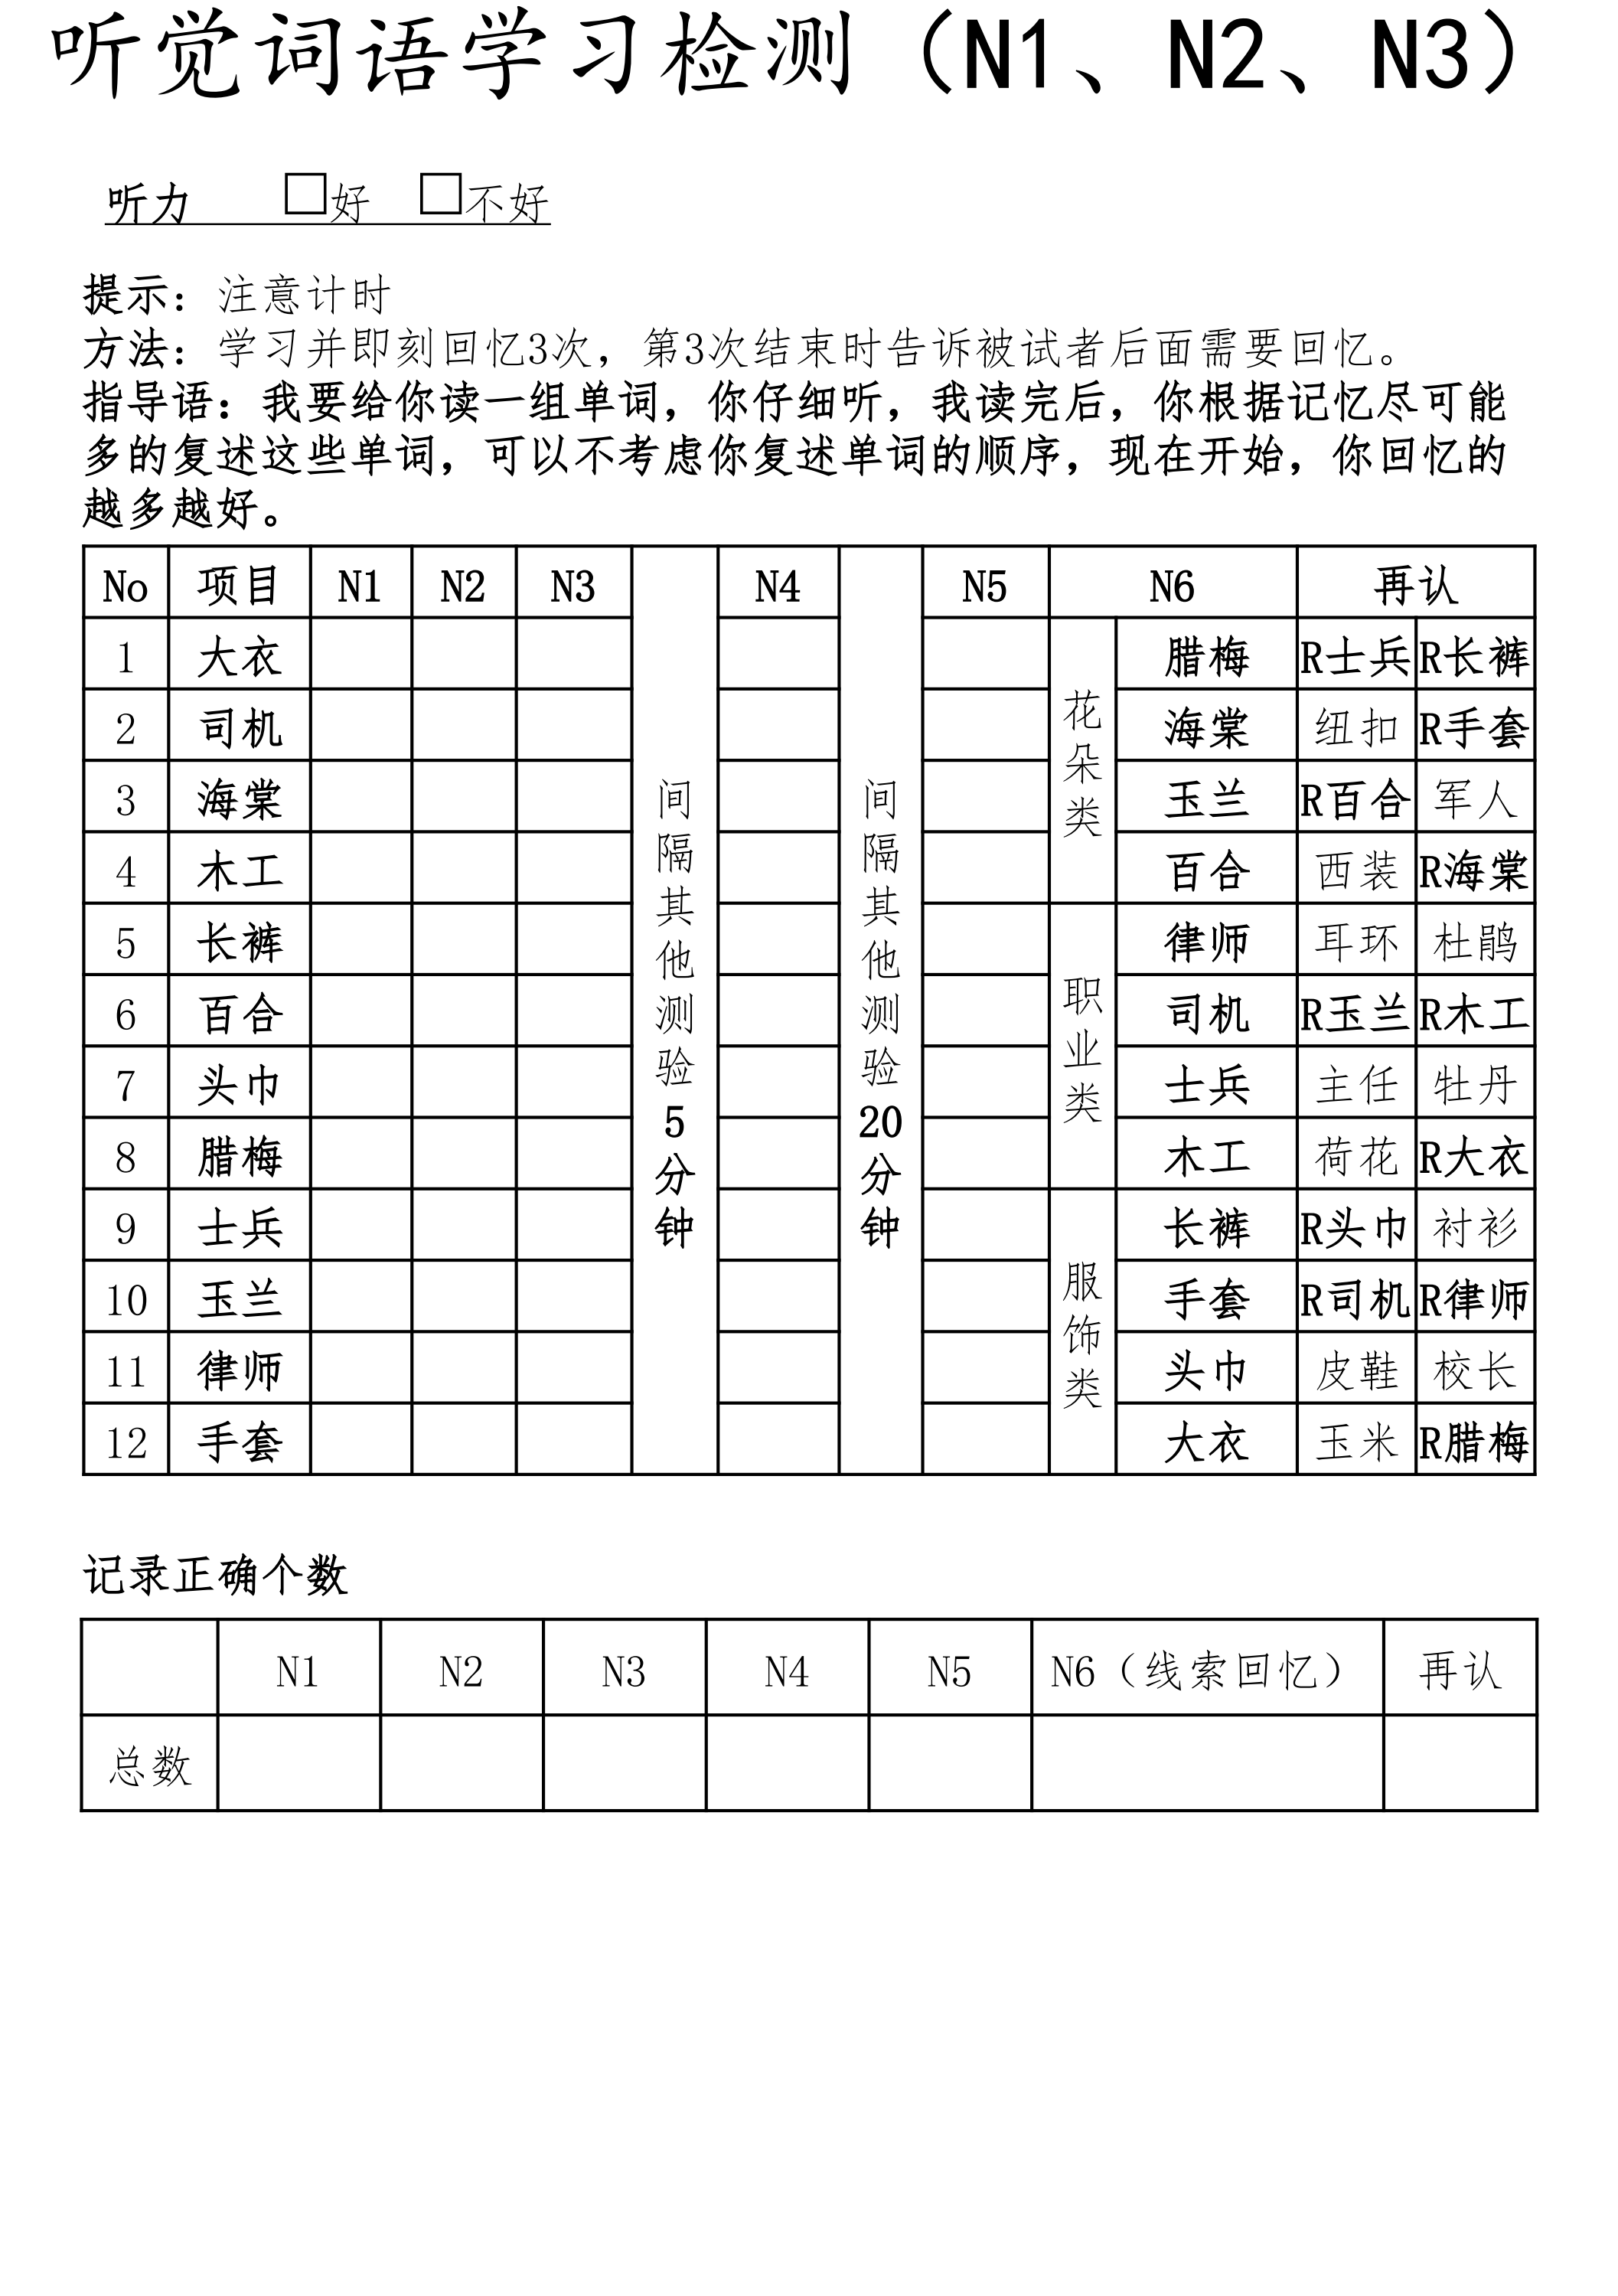 听觉词语学习检测（N1、N2、N3）
听力 □好 □不好
提示：注意计时
方法：学习并即刻回忆3次，第3次结束时告诉被试者后面需要回忆。
指导语：我要给你读一组单词，你仔细听，我读完后，你根据记忆尽可能
多的复述这些单词，可以不考虑你复述单词的顺序，现在开始，你回忆的
越多越好。
No 项目 N1 N2 N3 间隔其他测验5分钟 N4 间隔其他测验20分钟 N5 N6 再认
1 大衣 花朵类 腊梅 R士兵 R长裤
2 司机 海棠 纽扣 R手套
3 海棠 玉兰 R百合 军人
4 木工 百合 西装 R海棠
5 长裤 职业类 律师 耳环 杜鹃
6 百合 司机 R玉兰 R木工
7 头巾 士兵 主任 牡丹
8 腊梅 木工 荷花 R大衣
9 士兵 服饰类 长裤 R头巾 衬衫
10 玉兰 手套 R司机 R律师
11 律师 头巾 皮鞋 校长
12 手套 大衣 玉米 R腊梅
记录正确个数
N1 N2 N3 N4 N5 N6（线索回忆） 再认
总数